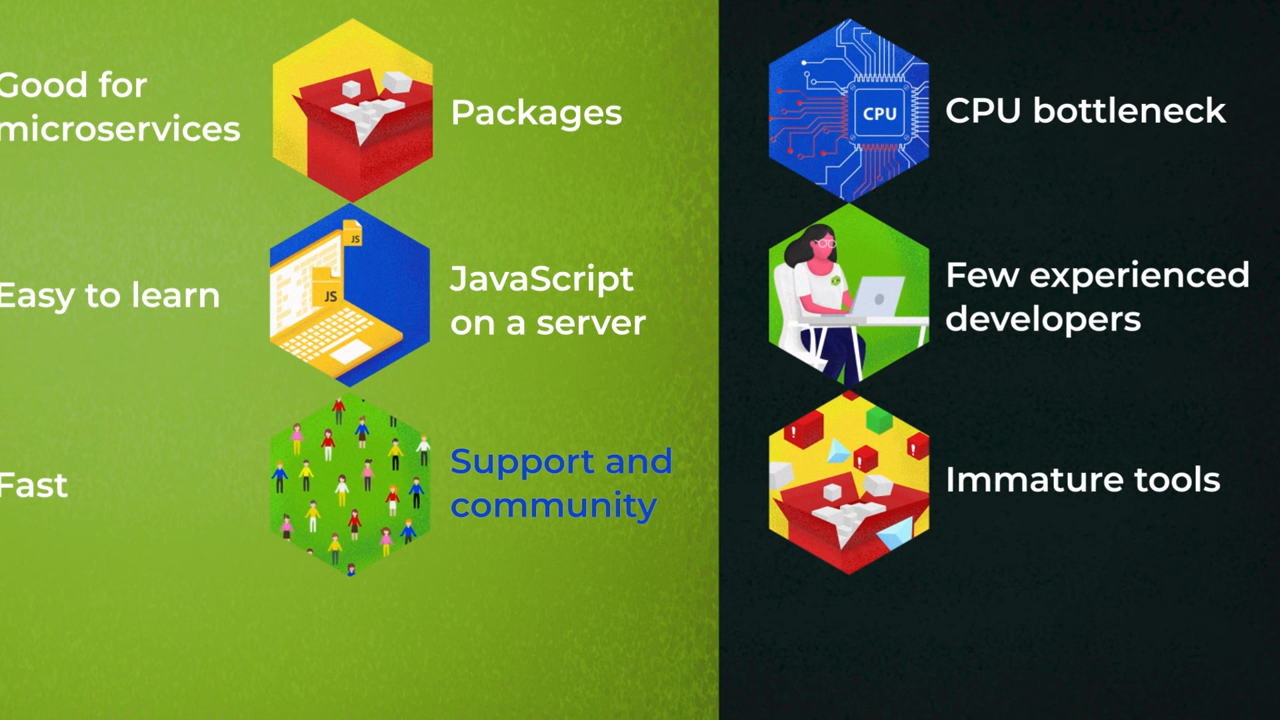 Good for
microservices
Easy to learn
Fast
Packages
JS
JS
JavaScript
on a server
Support and
community
CPU
CPU bottleneck
Few experienced
developers
!
!
!
Immature tools